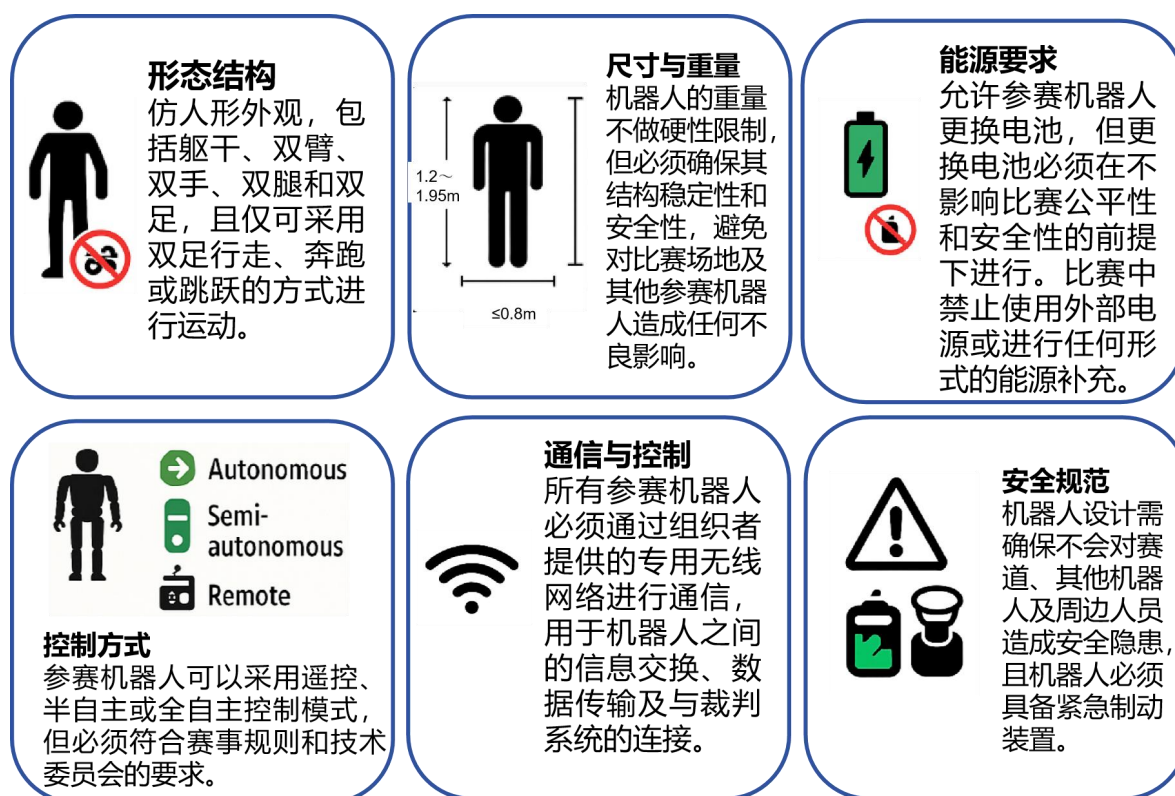 形态结构
仿人形外观，包
括躯干、双臂、
双手、双腿和双
足，且仅可采用
双足行走、奔跑
或跳跃的方式进
行运动。
尺寸与重量
机器人的重量
不做硬性限制，
但必须确保其
结构稳定性和
安全性，避免
对比赛场地及
其他参赛机器
人造成任何不
良影响。
1.2～
1.95m
≤0.8m
能源要求
允许参赛机器人
更换电池，但更
换电池必须在不
影响比赛公平性
和安全性的前提
下进行。比赛中
禁止使用外部电
源或进行任何形
式的能源补充。
Autonomous
Semi-
autonomous
Remote
控制方式
参赛机器人可以采用遥控、
半自主或全自主控制模式，
但必须符合赛事规则和技术
委员会的要求。
通信与控制
所有参赛机器人
必须通过组织者
提供的专用无线
网络进行通信，
用于机器人之间
的信息交换、数
据传输及与裁判
系统的连接。
安全规范
机器人设计需
确保不会对赛
道、其他机器
人及周边人员
造成安全隐患，
且机器人必须
具备紧急制动
装置。